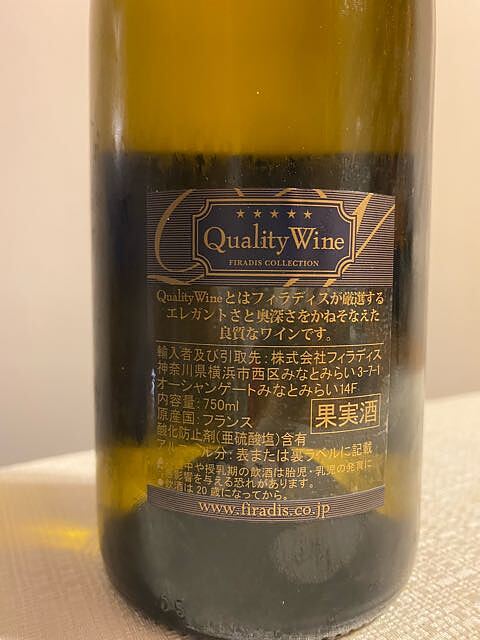 ★★★★★
Quality Wine
FIRADIS COLLECTION
QualityWineとはフィラディスが厳選する
エレガントさと奥深さをかねそなえた
良質なワインです。
輸入者及び引取先:株式会社フィラディス
神奈川県横浜市西区みなとみらい3-7-1
オーシャンゲートみなとみらい14F
内容量:750ml
原産国:フランス
果実酒
酸化防止剤(亜硫酸塩)含有
アルコール分:表または裏ラベルに記載
中や授乳期の飲酒は胎児・乳児の発育に
影響を与える恐れがあります。
飲酒は20歳になってから。
www.firadis.co.jp